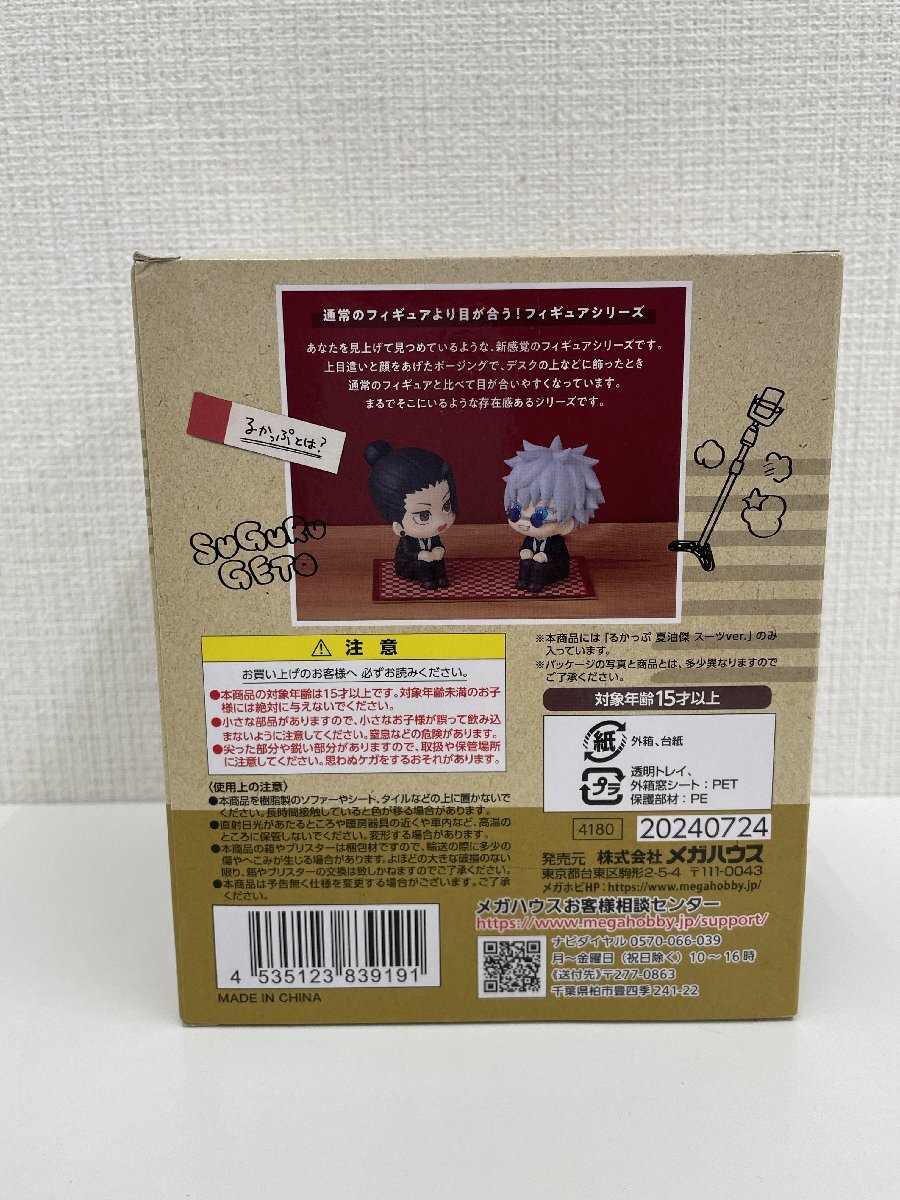 通常のフィギュアより目が合う！フィギュアシリーズ
あなたを見上げて見つめているような、新感覚のフィギュアシリーズです。
上目遣いと顔をあげたポージングで、デスクの上などに飾ったとき
通常のフィギュアと比べて目が合いやすくなっています。
まるでそこにいるような存在感あるシリーズです。
るかっぷとは？
SUGURU
GETO
⚠ 注意
お買い上げのお客様へ 必ずお読みください。
●本商品の対象年齢は15才以上です。対象年齢未満のお子
様には絶対に与えないでください。
●小さな部品がありますので、小さなお子様が誤って飲み込
まないように注意してください。窒息などの危険があります。
●尖った部分や鋭い部分がありますので、取扱や保管場所
に注意してください。思わぬケガをするおそれがあります。
〈使用上の注意〉
●本商品を樹脂製のソファーやシート、タイルなどの上に置かないで
ください。長時間接触していると色が移る場合があります。
●直射日光があたるところや暖房器具の近くや車内など、高温の
ところに保管しないでください。変形する場合があります。
●本商品の箱やブリスターは梱包材ですので、輸送の際に多少の
傷やへこみが生じる場合があります。よほどの大きな破損のない
限り、箱やブリスターの交換は致しかねますのでご了承ください。
●本商品は予告無く仕様を変更する場合がございます。ご了承
ください。
4 535123 839191
MADE IN CHINA
※本商品には「るかっぷ 夏油傑 スーツver.」のみ
入っています。
※パッケージの写真と商品とは、多少異なりますので
ご了承ください。
対象年齢15才以上
紙 外箱、台紙
プラ 透明トレイ、
外箱窓シート：PET
保護部材：PE
4180 20240724
発売元 株式会社 メガハウス
東京都台東区駒形2-5-4 〒111-0043
メガホビHP：https://www.megahobby.jp/
メガハウスお客様相談センター
https://www.megahobby.jp/support/
ナビダイヤル 0570-066-039
月～金曜日（祝日除く）10～16時
《送付先》〒277-0863
千葉県柏市豊四季241-22